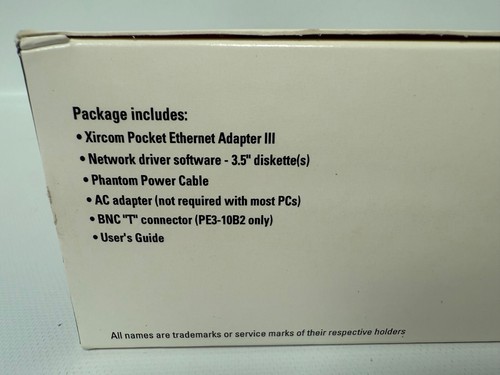 Package includes:
• Xircom Pocket Ethernet Adapter III
• Network driver software - 3.5" diskette(s)
• Phantom Power Cable
• AC adapter (not required with most PCs)
• BNC "T" connector (PE3-10B2 only)
• User's Guide
All names are trademarks or service marks of their respective holders